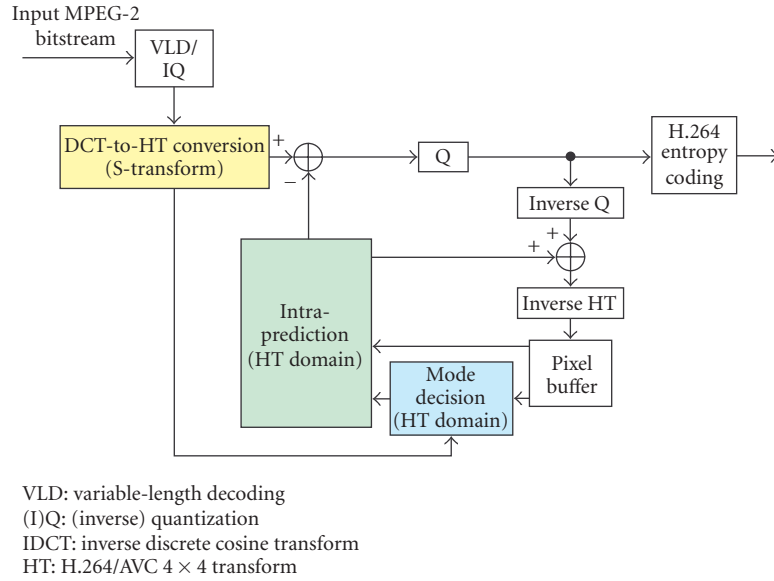 Input MPEG-2
bitstream
VLD/
IQ
DCT-to-HT conversion
(S-transform)
+
−
Q
H.264
entropy
coding
Inverse Q
+
+
Inverse HT
Intra-
prediction
(HT domain)
Pixel
buffer
Mode
decision
(HT domain)
VLD: variable-length decoding
(I)Q: (inverse) quantization
IDCT: inverse discrete cosine transform
HT: H.264/AVC 4 × 4 transform